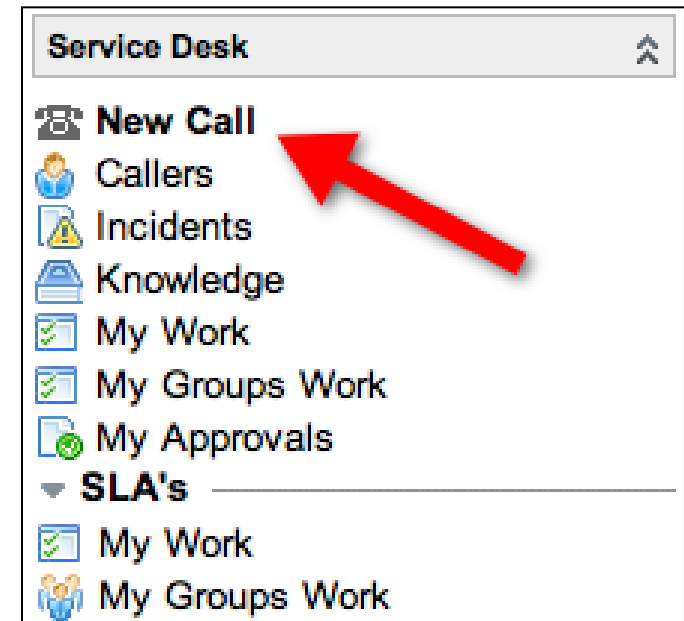 Service Desk
New Call
Callers
Incidents
Knowledge
My Work
My Groups Work
My Approvals
SLA's
My Work
My Groups Work